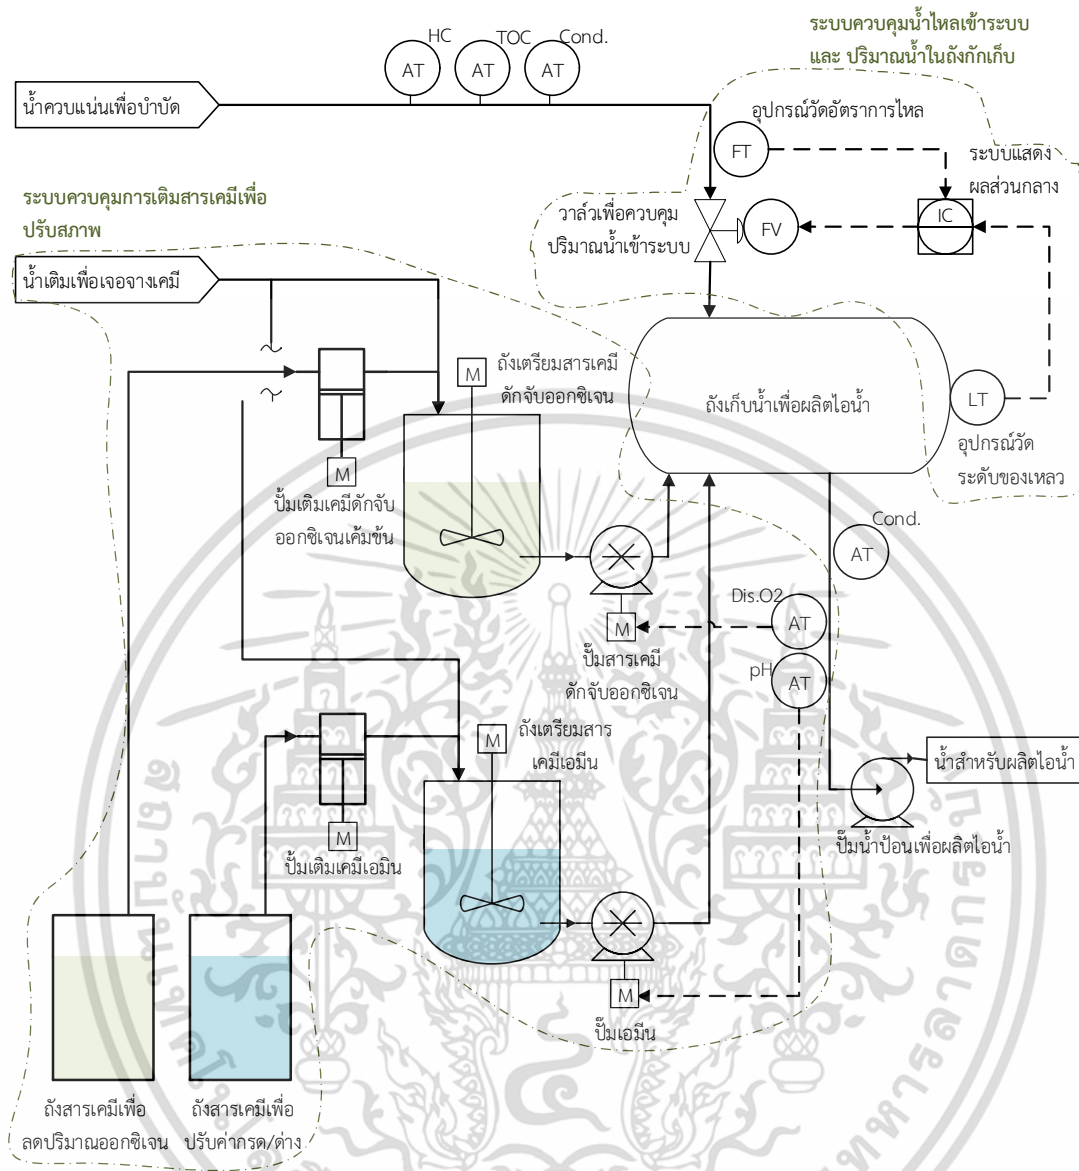 ระบบควบคุมน้ำไหลเข้าระบบ
และ ปริมาณน้ำในถังกักเก็บ
HC
TOC
Cond.
AT
AT
AT
น้ำควบแน่นเพื่อบำบัด
อุปกรณ์วัดอัตราการไหล
FT
ระบบแสดง
ผลส่วนกลาง
IC
วาล์วเพื่อควบคุม
ปริมาณน้ำเข้าระบบ
FV
ระบบควบคุมการเติมสารเคมีเพื่อ
ปรับสภาพ
น้ำเติมเพื่อเจอจางเคมี
M
ถังเตรียมสารเคมี
ดักจับออกซิเจน
ถังเก็บน้ำเพื่อผลิตไอน้ำ
LT
อุปกรณ์วัด
ระดับของเหลว
M
ปั้มเติมเคมีดักจับ
ออกซิเจนเค้มขัน
Cond.
AT
Dis.O2
AT
M
ปั๊มสารเคมี
ดักจับออกซิเจน
pH
AT
M
ถังเตรียมสาร
เคมีเอมีน
M
ปั้มเติมเคมีเอมิน
น้ำสำหรับผลิตไอน้ำ
ปั๊มน้ำป้อนเพื่อผลิตไอน้ำ
M
ปั๊มเอมีน
ถังสารเคมีเพื่อ
ลดปริมาณออกซิเจน
ถังสารเคมีเพื่อ
ปรับค่ากรด/ด่าง